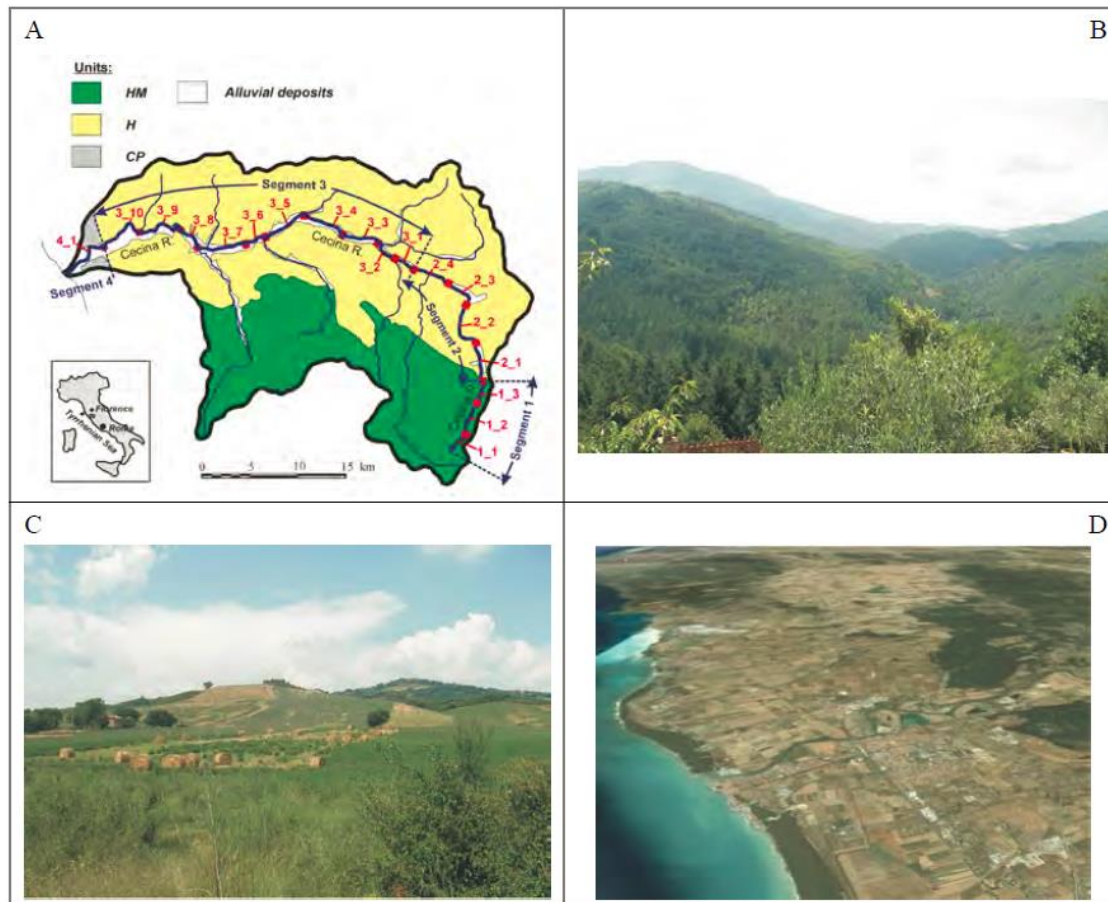 A
Units:
HM
Alluvial deposits
H
CP
Segment 3
3_10
3_9
3_8
3_7
3_6
3_5
3_4
3_3
3_1
3_2
2_4
2_3
2_2
2_1
4_1
Cecina R.
Cecina R.
Segment 4
Segment 2
1_3
1_2
1_1
Segment 1
Florence
Rome
Tyrrhenian Sea
0 5 10 15 km
B
C
D